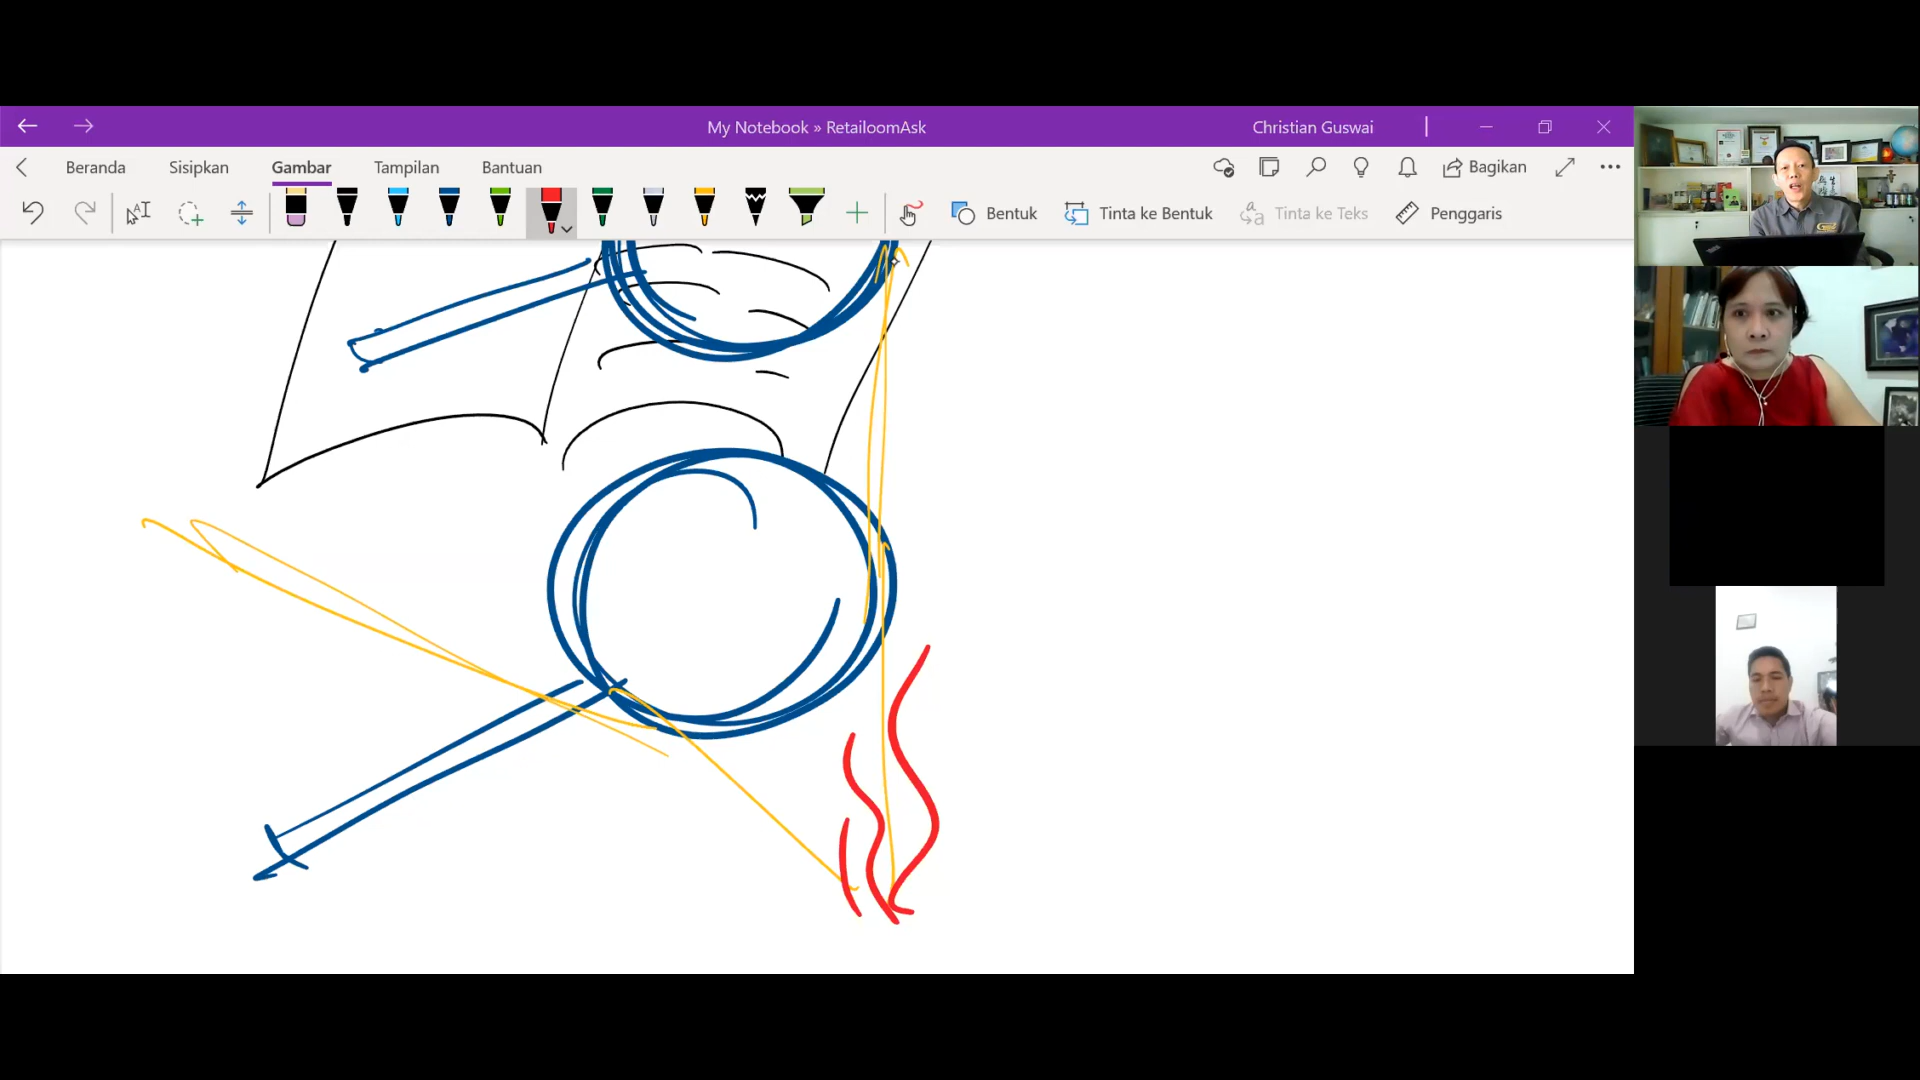 My Notebook » RetailoomAsk
Christian Guswai
Beranda
Sisipkan
Gambar
Tampilan
Bantuan
Bagikan
Bentuk
Tinta ke Bentuk
Tinta ke Teks
Penggaris